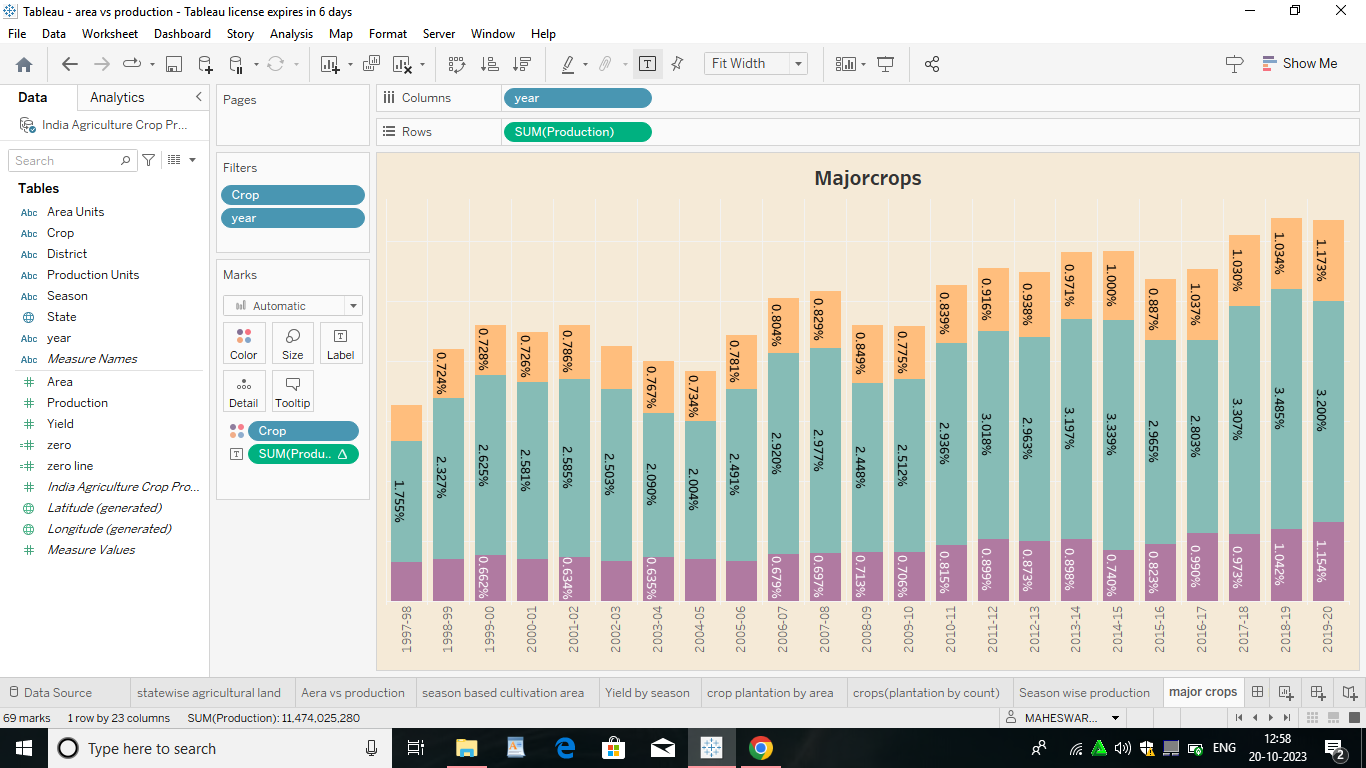 Tableau - area vs production - Tableau license expires in 6 days
File Data Worksheet Dashboard Story Analysis Map Format Server Window Help
Fit Width
Show Me
Data Analytics
India Agriculture Crop Pr...
Search
Tables
Abc Area Units
Abc Crop
Abc District
Abc Production Units
Abc Season
State
Abc year
Abc Measure Names
Area
Production
Yield
zero
zero line
India Agriculture Crop Pro...
Latitude (generated)
Longitude (generated)
Measure Values
Pages
Filters
Crop
year
Marks
Automatic
Color Size Label
Detail Tooltip
Crop
SUM(Produ.. Δ
Columns year
Rows SUM(Production)
Majorcrops
0.724% 0.728% 0.726% 0.786% 0.767% 0.734% 0.781% 0.804% 0.829% 0.849% 0.775% 0.839% 0.916% 0.938% 0.971% 1.000% 0.887% 1.037% 1.030% 1.034% 1.173%
1.755% 2.327% 2.625% 2.581% 2.585% 2.503% 2.090% 2.004% 2.491% 2.920% 2.977% 2.448% 2.512% 2.936% 3.018% 2.963% 3.197% 3.339% 2.965% 2.803% 3.307% 3.485% 3.200%
0.662% 0.634% 0.635% 0.679% 0.697% 0.713% 0.706% 0.815% 0.899% 0.873% 0.898% 0.740% 0.823% 0.990% 0.973% 1.042% 1.154%
1997-98 1998-99 1999-00 2000-01 2001-02 2002-03 2003-04 2004-05 2005-06 2006-07 2007-08 2008-09 2009-10 2010-11 2011-12 2012-13 2013-14 2014-15 2015-16 2016-17 2017-18 2018-19 2019-20
Data Source statewise agricultural land Aera vs production season based cultivation area Yield by season crop plantation by area crops(plantation by count) Season wise production major crops
69 marks 1 row by 23 columns SUM(Production): 11,474,025,280 MAHESWAR...
Type here to search
ENG
12:58
20-10-2023
2